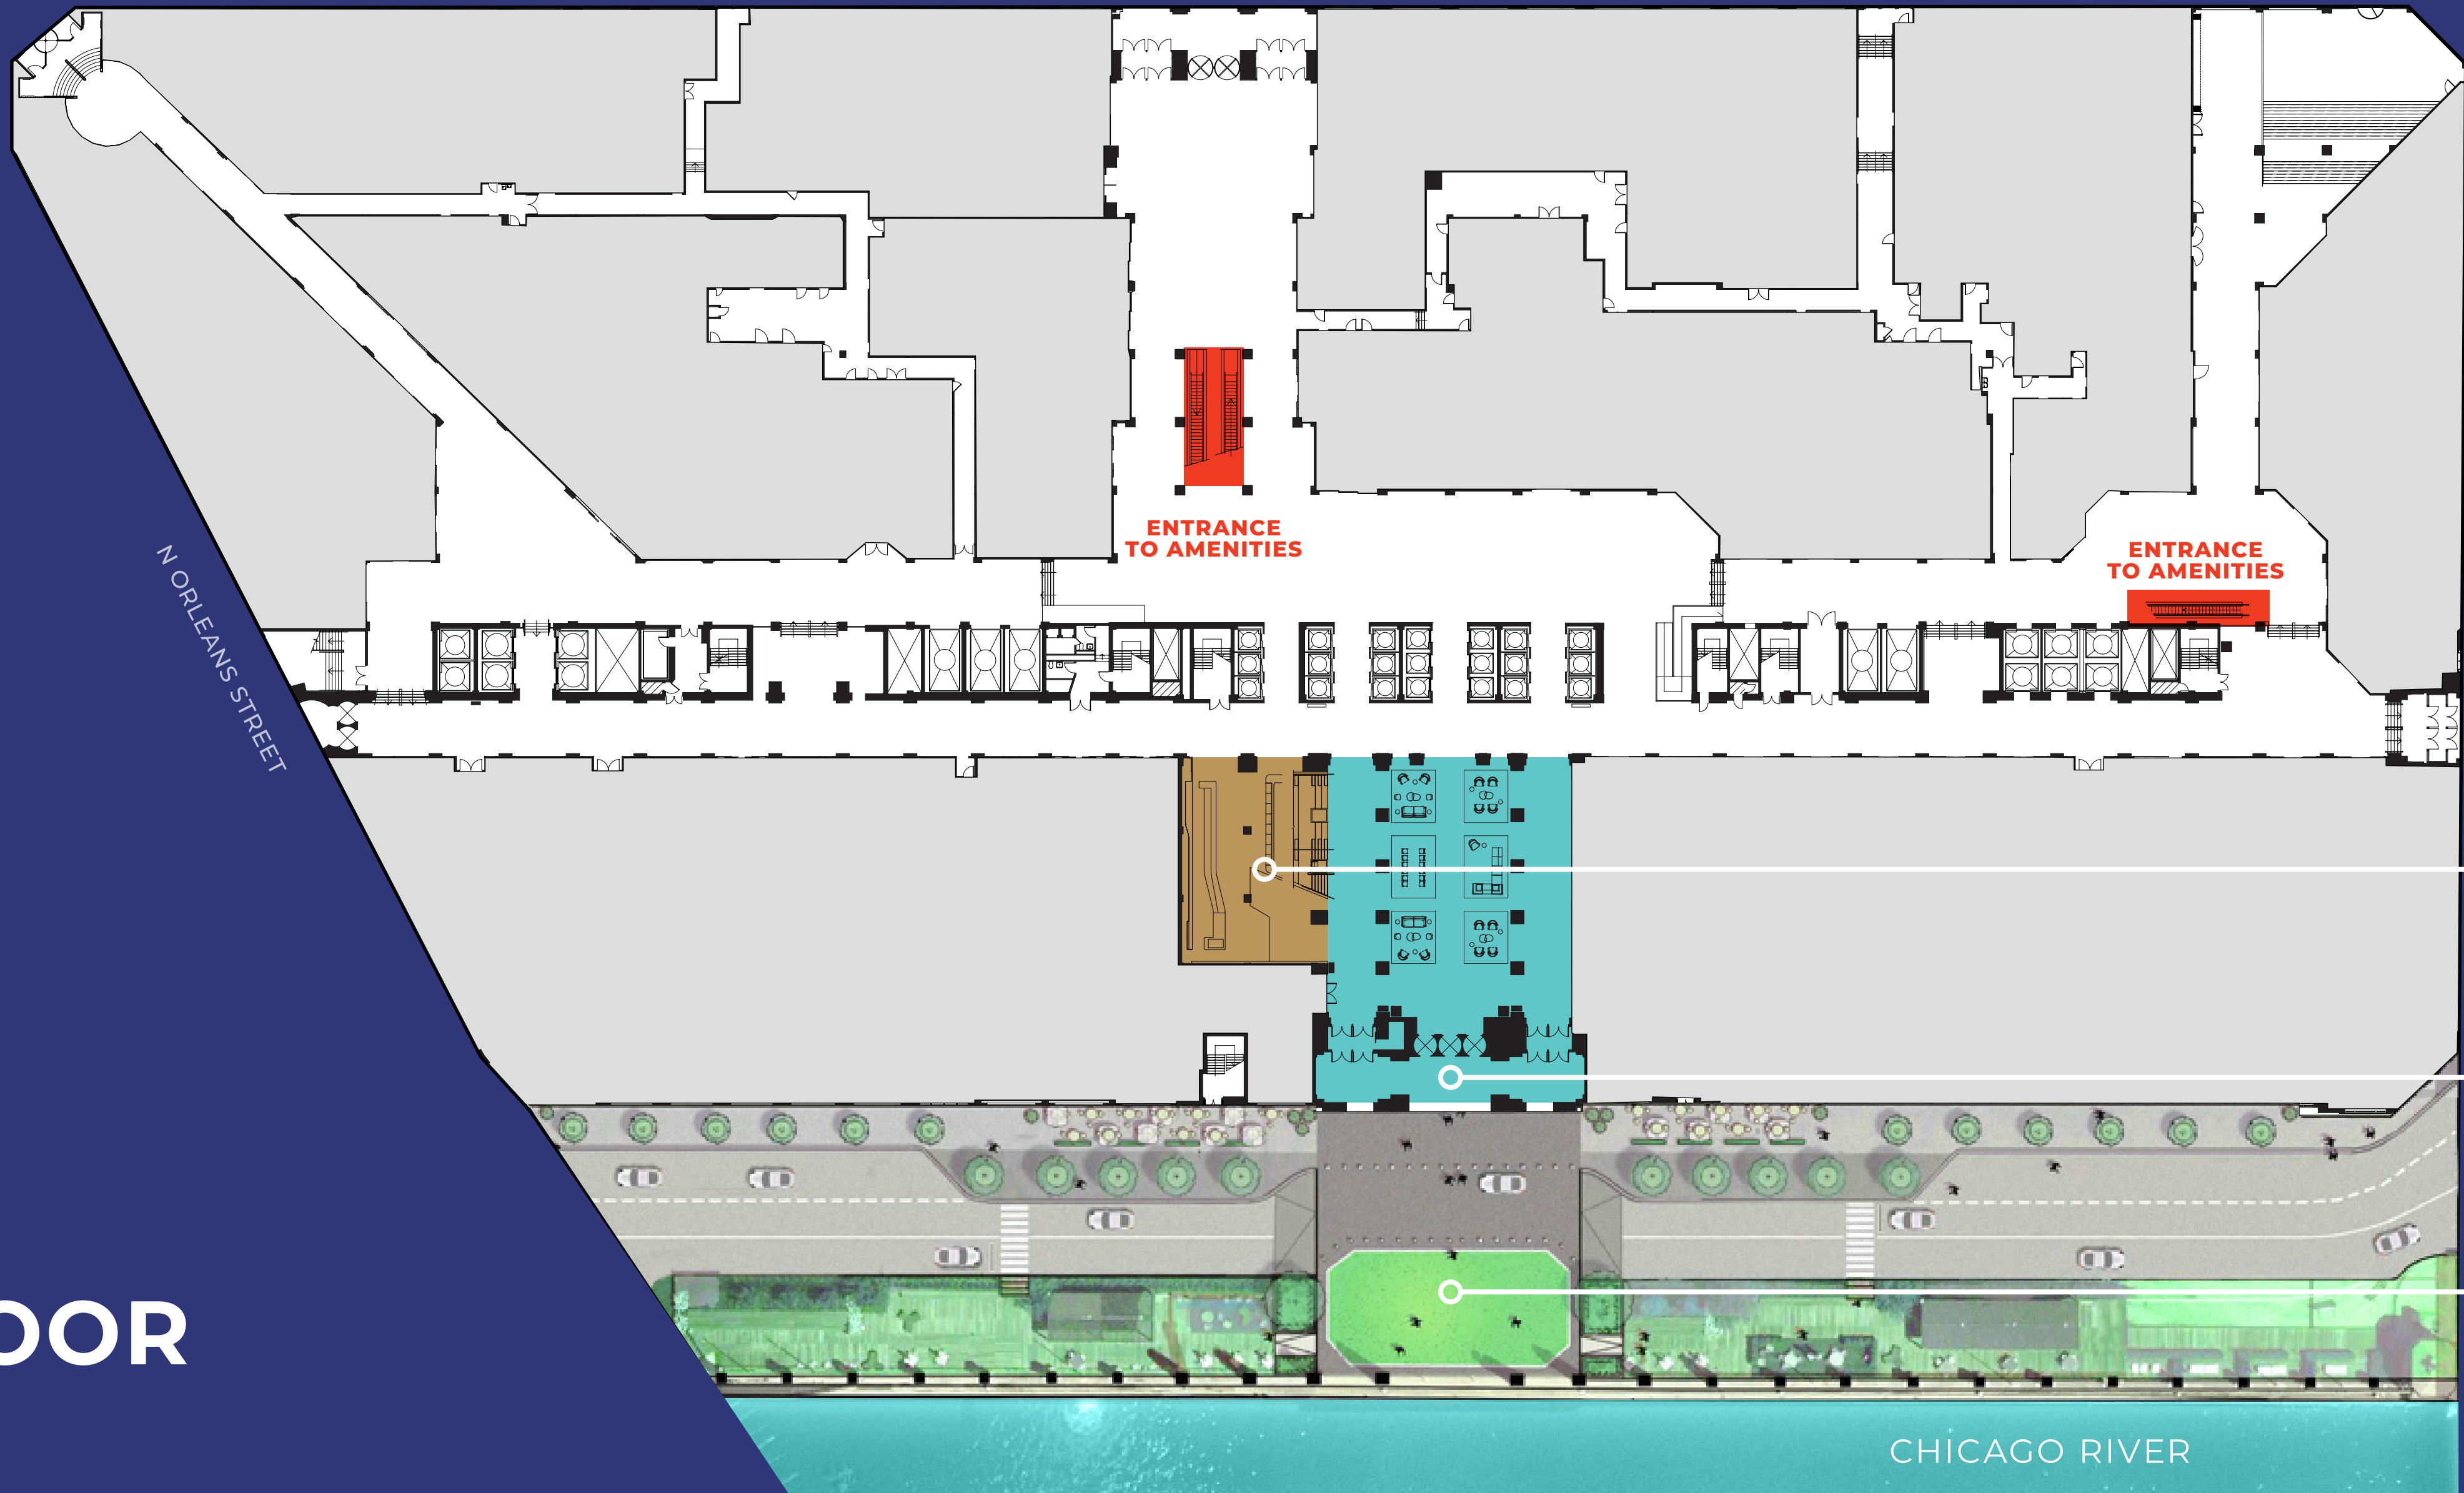 ENTRANCE
TO AMENITIES
ENTRANCE
TO AMENITIES
N ORLEANS STREET
OOR
CHICAGO RIVER